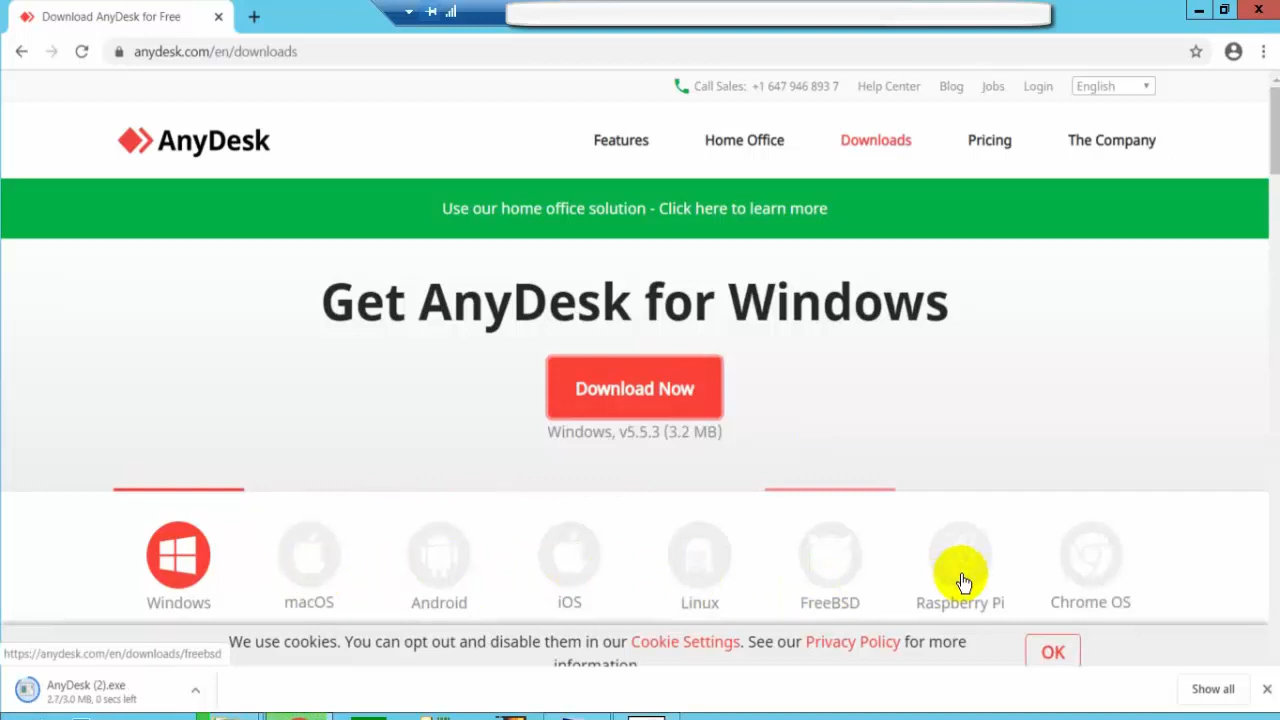 Download AnyDesk for Free
anydesk.com/en/downloads
Call Sales: +1 647 946 893 7 Help Center Blog Jobs Login English
AnyDesk Features Home Office Downloads Pricing The Company
Use our home office solution - Click here to learn more
Get AnyDesk for Windows
Download Now
Windows, v5.5.3 (3.2 MB)
Windows macOS Android iOS Linux FreeBSD Raspberry Pi Chrome OS
We use cookies. You can opt out and disable them in our Cookie Settings. See our Privacy Policy for more
information
OK
https://anydesk.com/en/downloads/freebsd
AnyDesk (2).exe
2.7/3.0 MB, 0 secs left
Show all